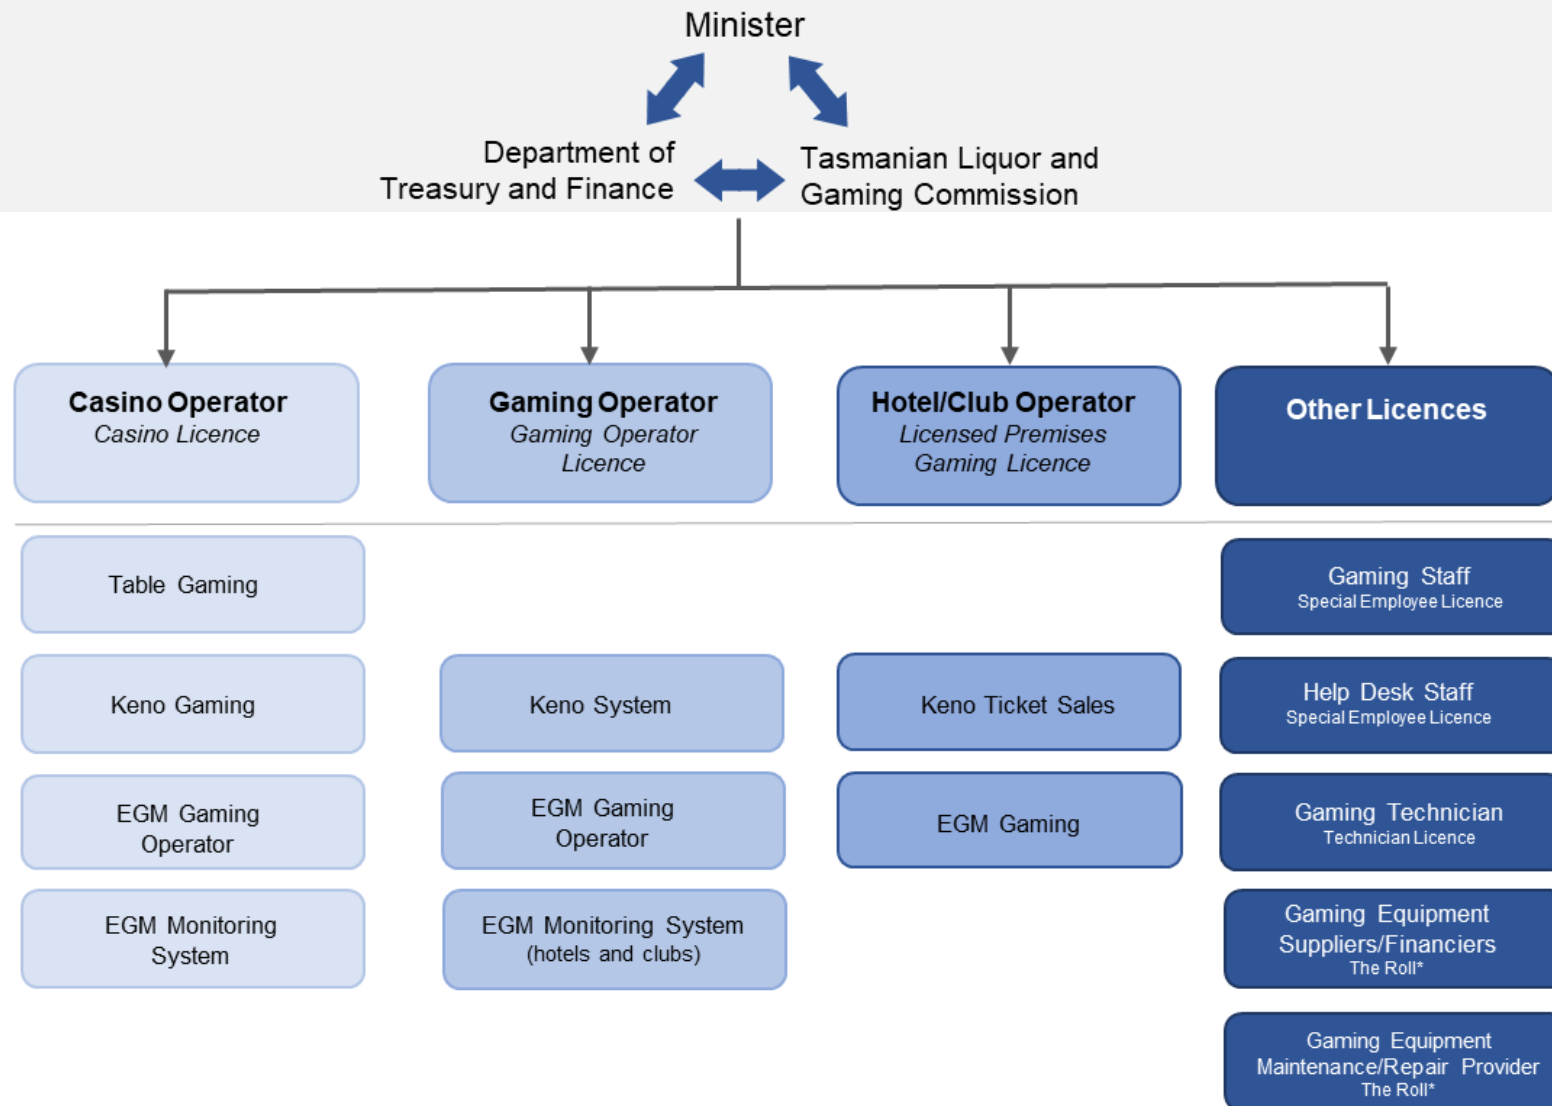 Minister
Department of
Treasury and Finance
Tasmanian Liquor and
Gaming Commission
Casino Operator
Casino Licence
Gaming Operator
Gaming Operator
Licence
Hotel/Club Operator
Licensed Premises
Gaming Licence
Other Licences
Table Gaming
Gaming Staff
Special Employee Licence
Keno Gaming
Keno System
Keno Ticket Sales
Help Desk Staff
Special Employee Licence
EGM Gaming
Operator
EGM Gaming
Operator
EGM Gaming
Gaming Technician
Technician Licence
EGM Monitoring
System
EGM Monitoring System
(hotels and clubs)
Gaming Equipment
Suppliers/Financiers
The Roll*
Gaming Equipment
Maintenance/Repair Provider
The Roll*